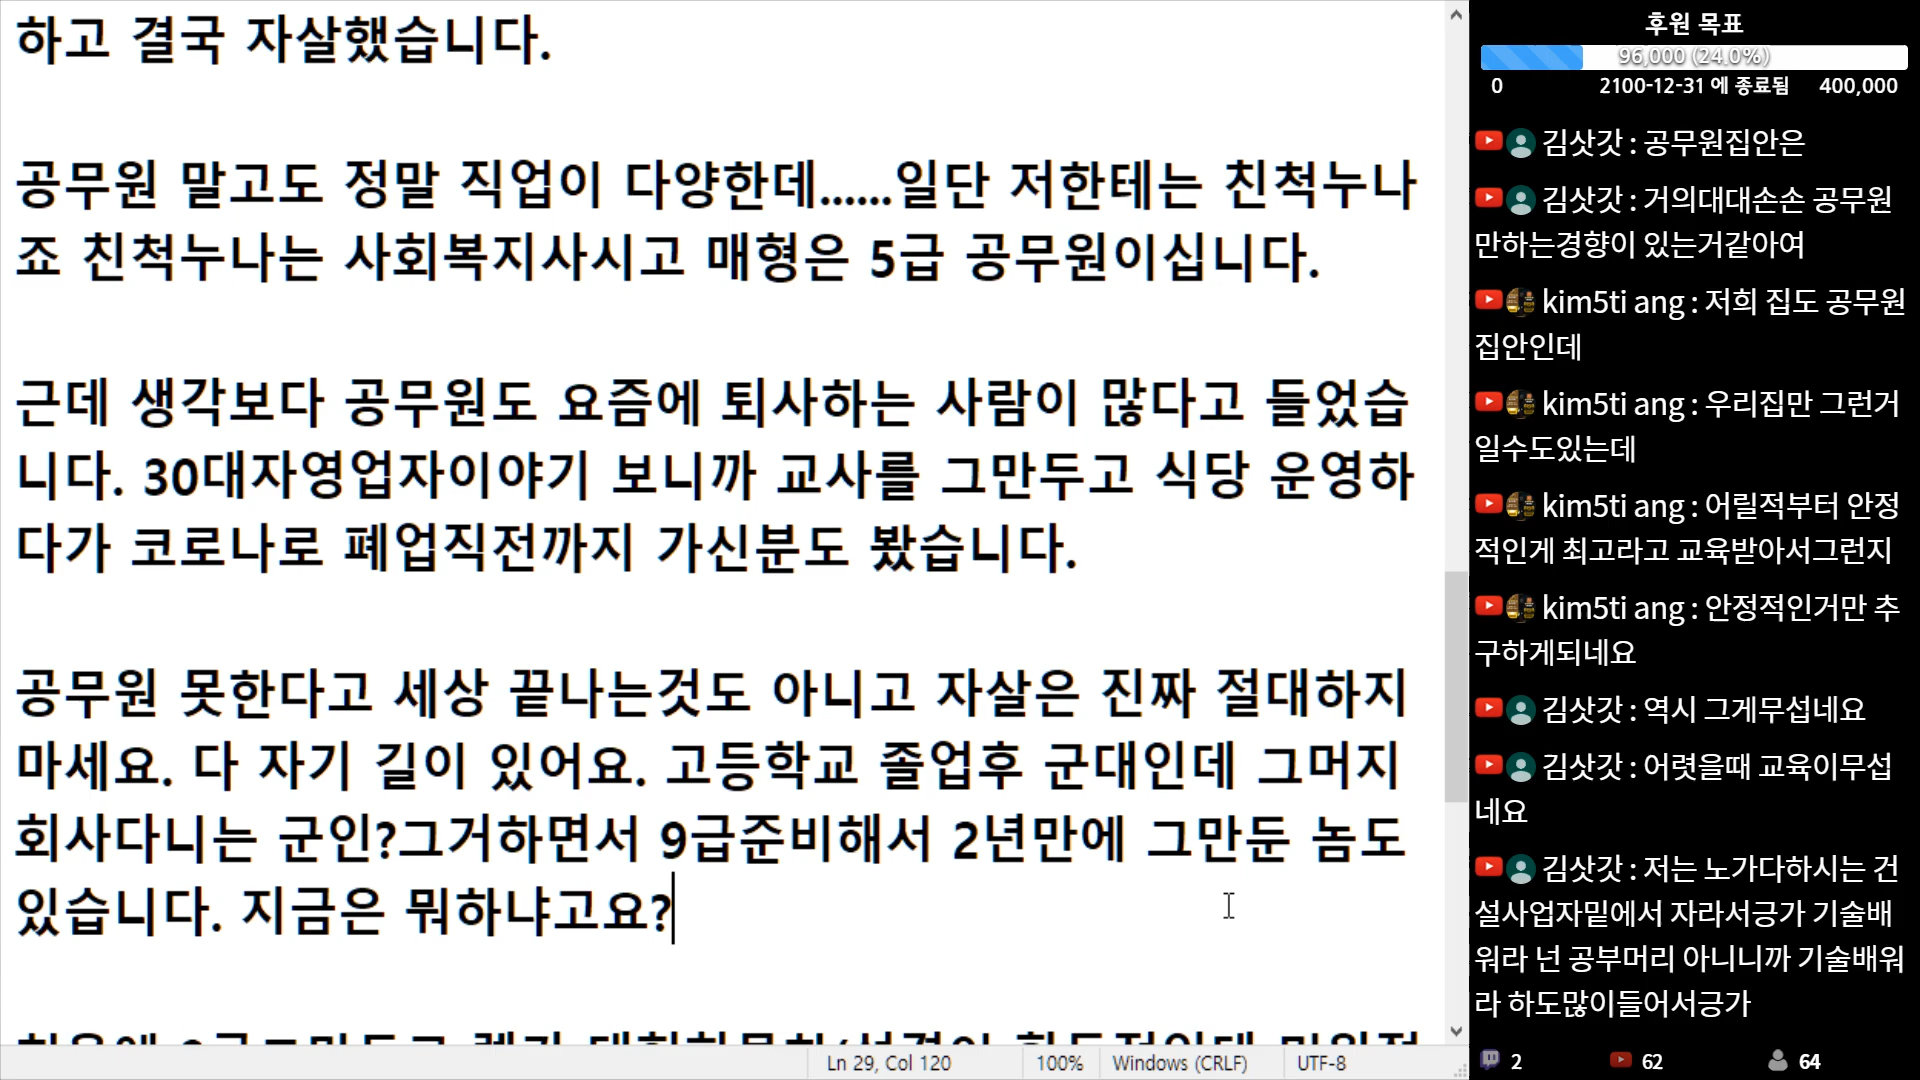 하고 결국 자살했습니다.
공무원 말고도 정말 직업이 다양한데......일단 저한테는 친척누나
죠 친척누나는 사회복지사시고 매형은 5급 공무원이십니다.
근데 생각보다 공무원도 요즘에 퇴사하는 사람이 많다고 들었습
니다. 30대자영업자이야기 보니까 교사를 그만두고 식당 운영하
다가 코로나로 폐업직전까지 가신분도 봤습니다.
공무원 못한다고 세상 끝나는것도 아니고 자살은 진짜 절대하지
마세요. 다 자기 길이 있어요. 고등학교 졸업후 군대인데 그머지
회사다니는 군인?그거하면서 9급준비해서 2년만에 그만둔 놈도
있습니다. 지금은 뭐하냐고요?
Ln 29, Col 120
100%
Windows (CRLF)
UTF-8
후원 목표
96,000 (24.0%)
0 2100-12-31 에 종료됨 400,000
김삿갓 : 공무원집안은
김삿갓 : 거의대대손손 공무원
만하는경향이 있는거같아여
kim5ti ang : 저희 집도 공무원
집안인데
kim5ti ang : 우리집만 그런거
일수도있는데
kim5ti ang : 어릴적부터 안정
적인게 최고라고 교육받아서그런지
kim5ti ang : 안정적인거만 추
구하게되네요
김삿갓 : 역시 그게무섭네요
김삿갓 : 어렷을때 교육이무섭
네요
김삿갓 : 저는 노가다하시는 건
설사업자밑에서 자라서긍가 기술배
워라 넌 공부머리 아니니까 기술배워
라 하도많이들어서긍가
2
62
64